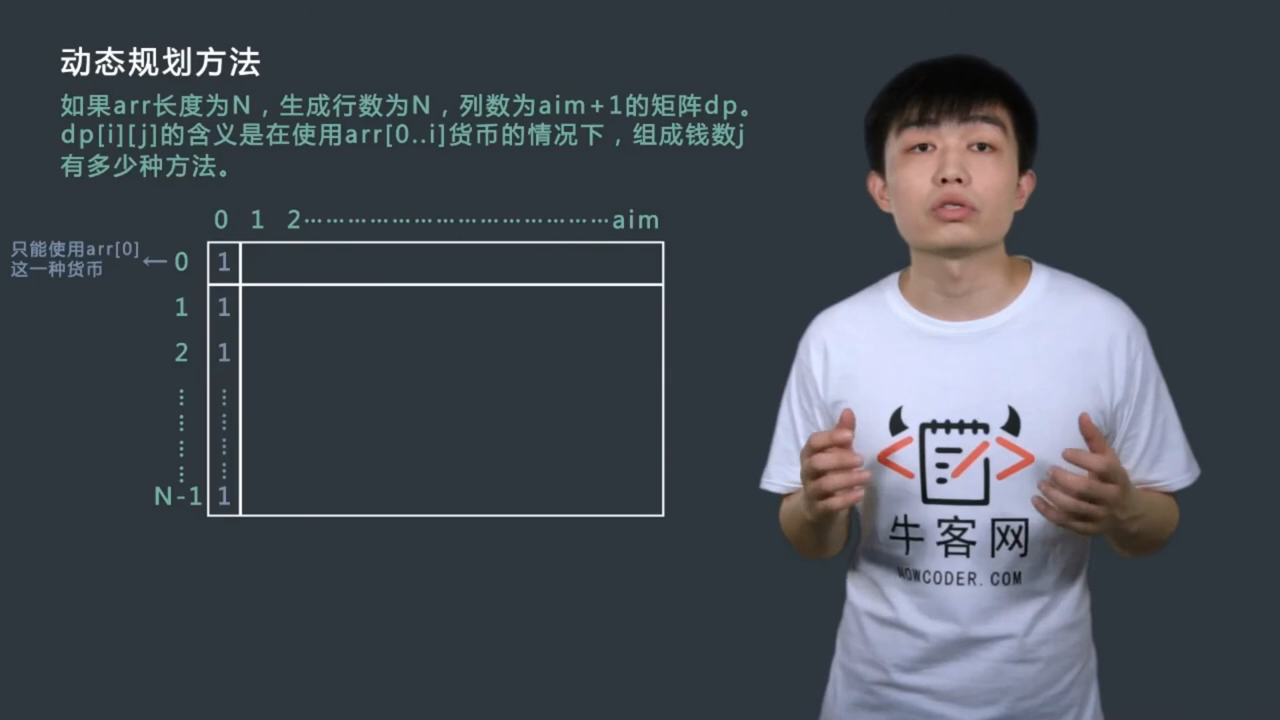 动态规划方法
如果arr长度为N，生成行数为N，列数为aim+1的矩阵dp。
dp[i][j]的含义是在使用arr[0..i]货币的情况下，组成钱数j
有多少种方法。
0 1 2……………………………………aim
只能使用arr[0]
这一种货币
←0 1
1 1
2 1
N-1 1
牛客网
NOWCODER.COM